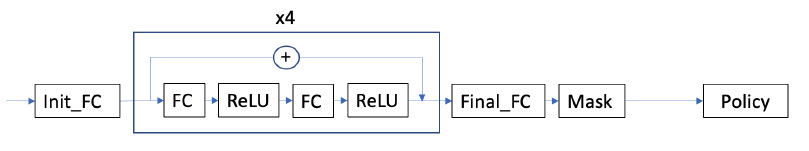 x4
+
Init_FC
FC
ReLU
FC
ReLU
Final_FC
Mask
Policy